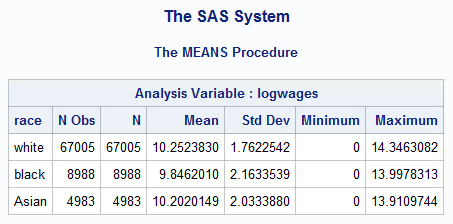 The SAS System
The MEANS Procedure
Analysis Variable : logwages
race N Obs N Mean Std Dev Minimum Maximum
white 67005 67005 10.2523830 1.7622542 0 14.3463082
black 8988 8988 9.8462010 2.1633539 0 13.9978313
Asian 4983 4983 10.2020149 2.0333880 0 13.9109744